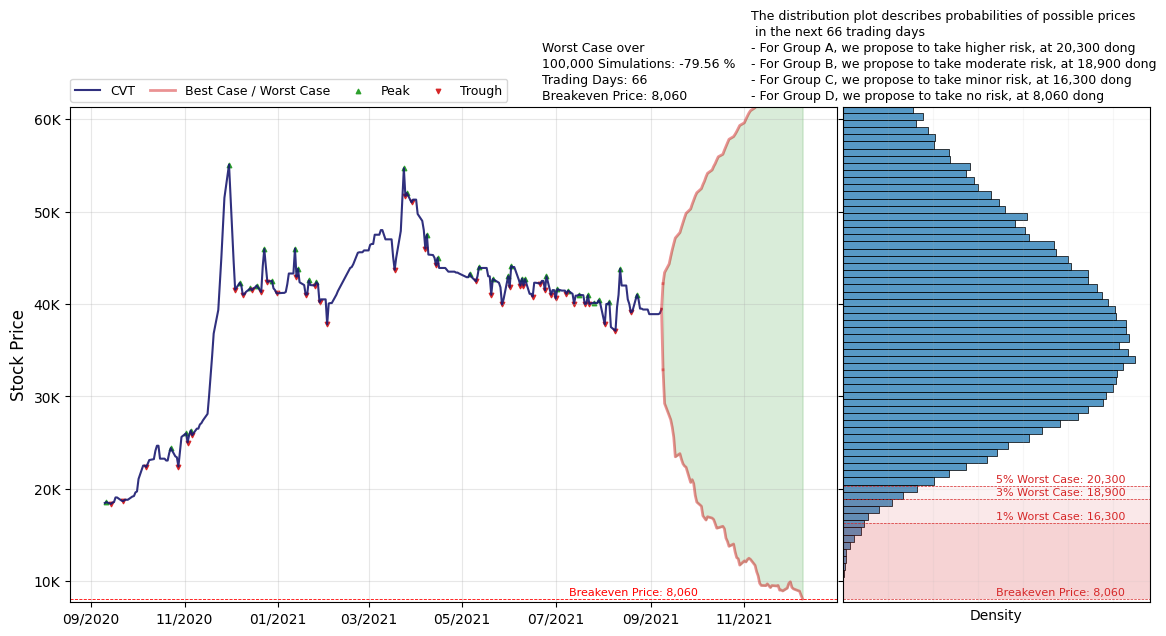 The distribution plot describes probabilities of possible prices
in the next 66 trading days
- For Group A, we propose to take higher risk, at 20,300 dong
- For Group B, we propose to take moderate risk, at 18,900 dong
- For Group C, we propose to take minor risk, at 16,300 dong
- For Group D, we propose to take no risk, at 8,060 dong
Worst Case over
100,000 Simulations: -79.56 %
Trading Days: 66
Breakeven Price: 8,060
CVT
Best Case / Worst Case
Peak
Trough
Stock Price
60K
50K
40K
30K
20K
10K
09/2020
11/2020
01/2021
03/2021
05/2021
07/2021
09/2021
11/2021
Breakeven Price: 8,060
5% Worst Case: 20,300
3% Worst Case: 18,900
1% Worst Case: 16,300
Breakeven Price: 8,060
Density